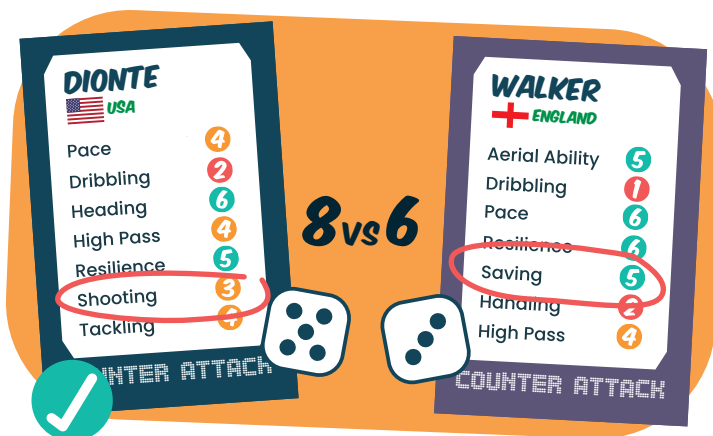 DIONTE
USA
Pace 4
Dribbling 2
Heading 6
High Pass 4
Resilience 5
Shooting 3
Tackling 4
COUNTER ATTACK
8 VS 6
WALKER
ENGLAND
Aerial Ability 5
Dribbling 1
Pace 6
Resilience 6
Saving 5
Handling 2
High Pass 4
COUNTER ATTACK